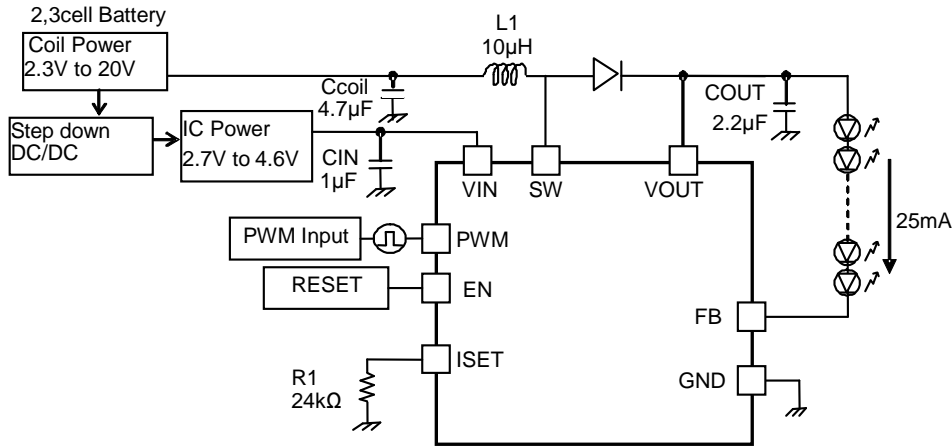 2,3cell Battery
Coil Power
2.3V to 20V
Step down
DC/DC
IC Power
2.7V to 4.6V
Ccoil
4.7µF
CIN
1µF
L1
10µH
COUT
2.2µF
VIN
SW
VOUT
25mA
PWM Input
PWM
RESET
EN
FB
ISET
R1
24kΩ
GND